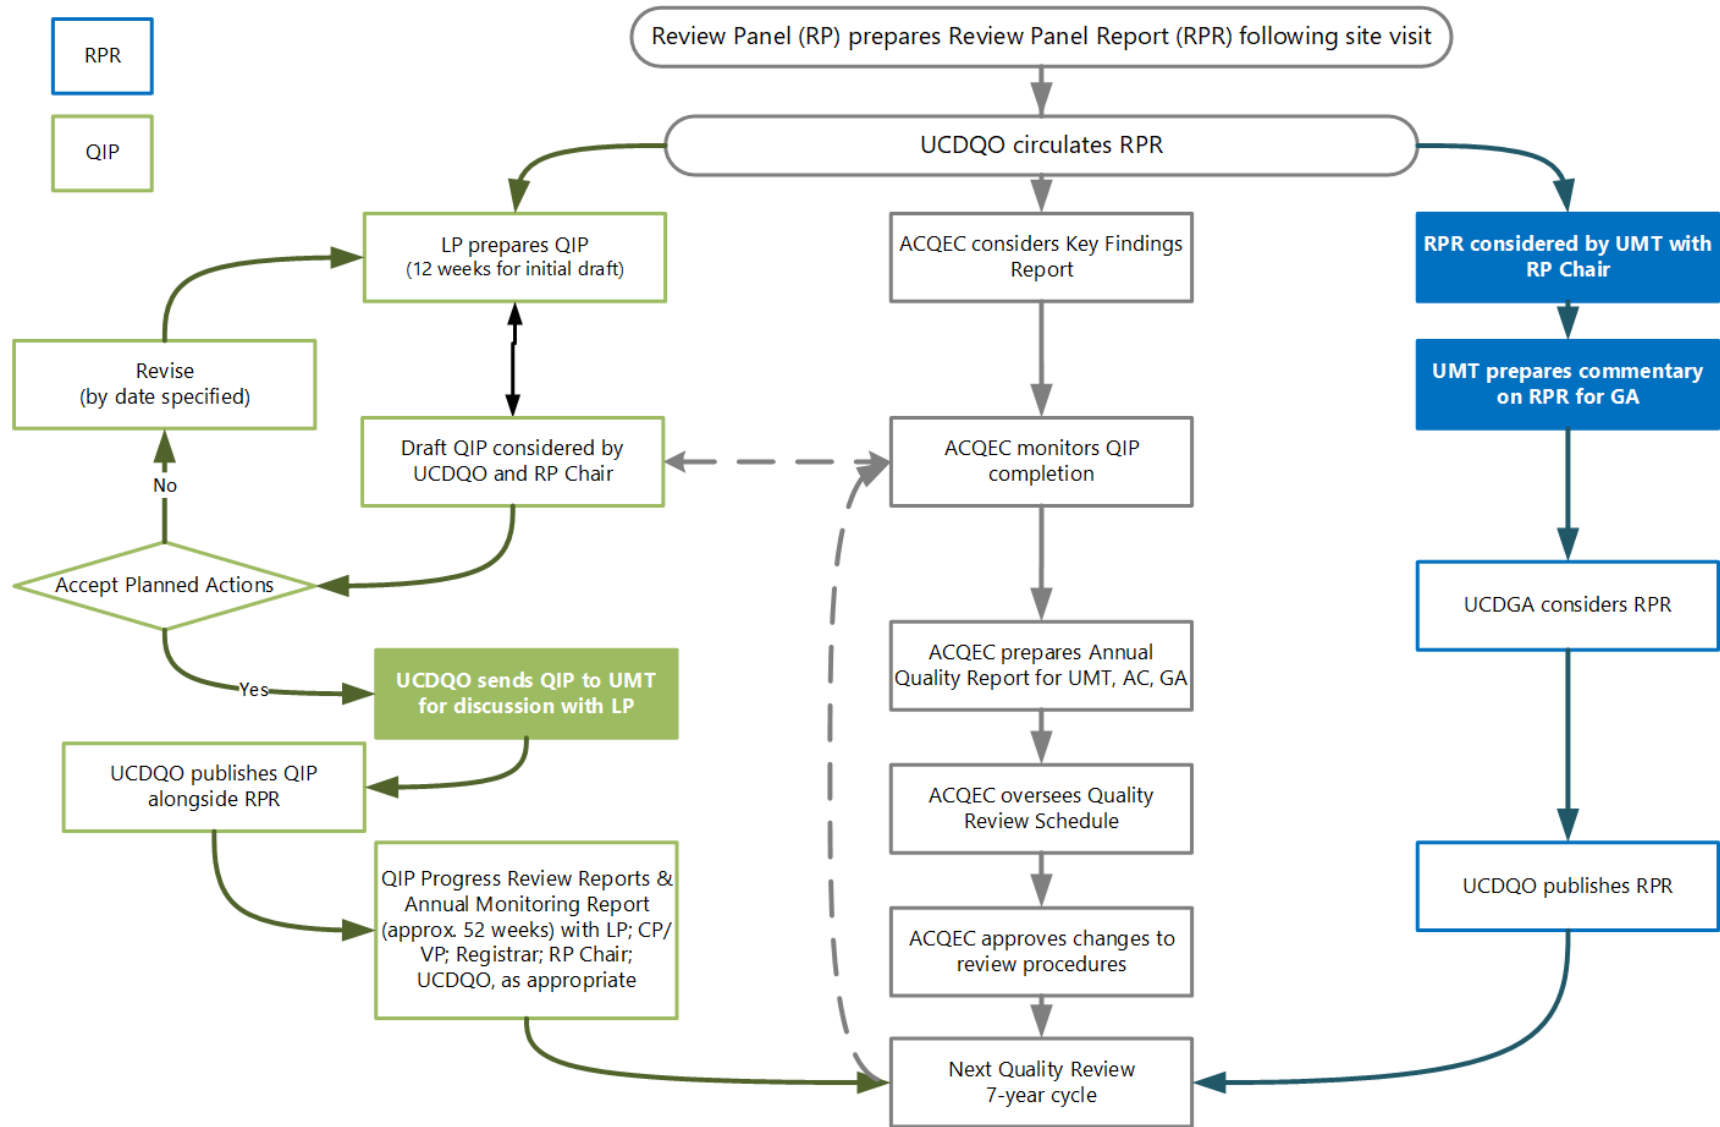 RPR
QIP
Review Panel (RP) prepares Review Panel Report (RPR) following site visit
UCDQO circulates RPR
LP prepares QIP
(12 weeks for initial draft)
Revise
(by date specified)
Draft QIP considered by
UCDQO and RP Chair
No
Accept Planned Actions
Yes
UCDQO sends QIP to UMT
for discussion with LP
UCDQO publishes QIP
alongside RPR
QIP Progress Review Reports &
Annual Monitoring Report
(approx. 52 weeks) with LP; CP/
VP; Registrar; RP Chair;
UCDQO, as appropriate
ACQEC considers Key Findings
Report
ACQEC monitors QIP
completion
ACQEC prepares Annual
Quality Report for UMT, AC, GA
ACQEC oversees Quality
Review Schedule
ACQEC approves changes to
review procedures
Next Quality Review
7-year cycle
RPR considered by UMT with
RP Chair
UMT prepares commentary
on RPR for GA
UCDGA considers RPR
UCDQO publishes RPR